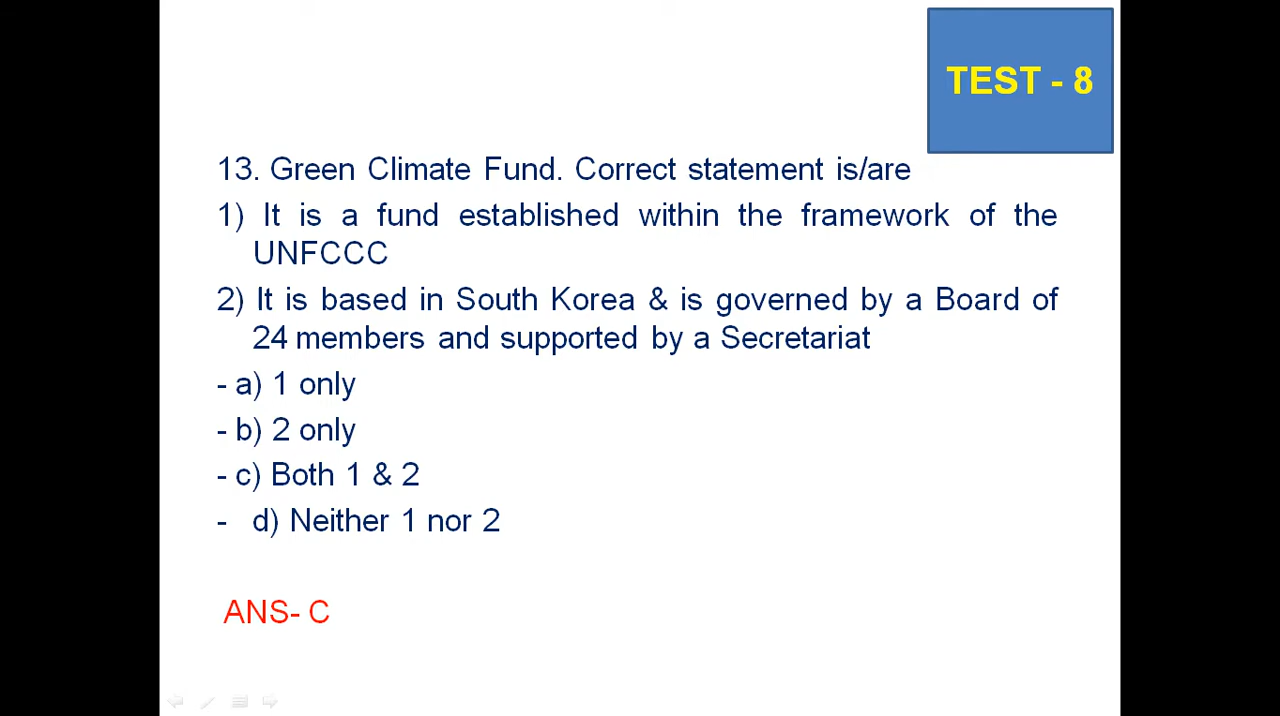 TEST - 8
13. Green Climate Fund. Correct statement is/are
1) It is a fund established within the framework of the
UNFCCC
2) It is based in South Korea & is governed by a Board of
24 members and supported by a Secretariat
- a) 1 only
- b) 2 only
- c) Both 1 & 2
- d) Neither 1 nor 2
ANS- C